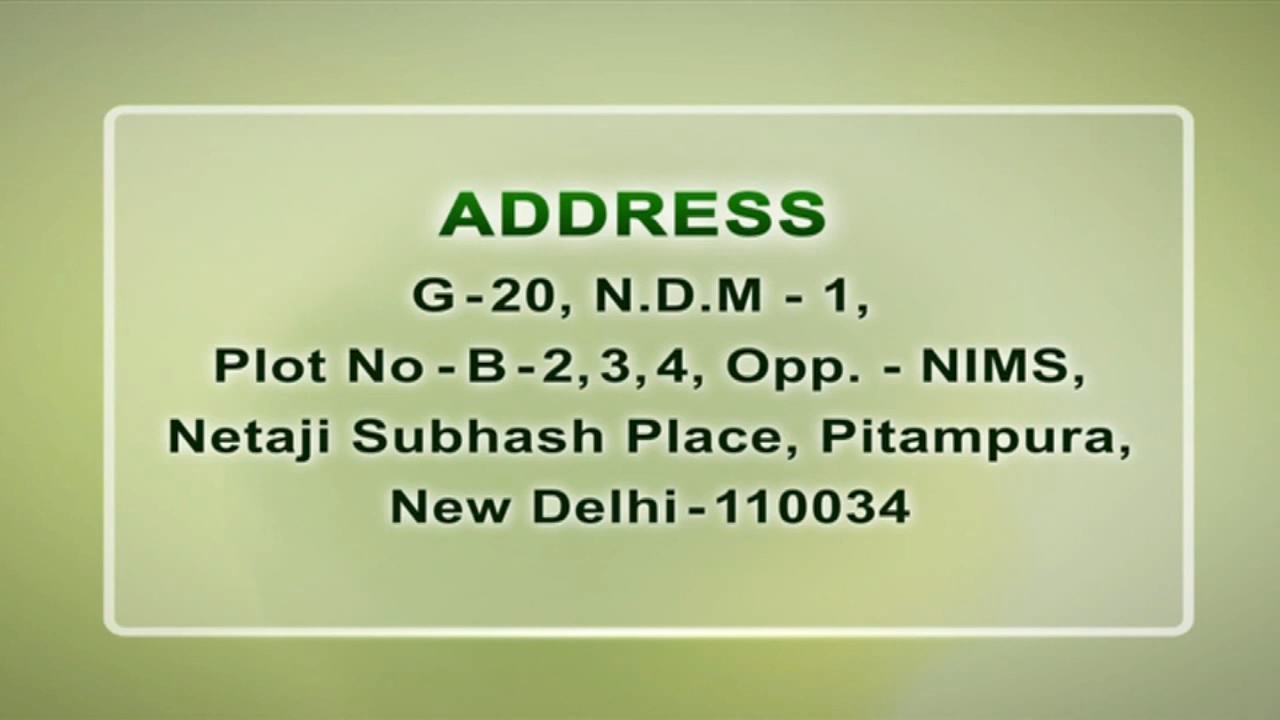 ADDRESS
G-20, N.D.M - 1,
Plot No-B-2,3,4, Opp. - NIMS,
Netaji Subhash Place, Pitampura,
New Delhi-110034